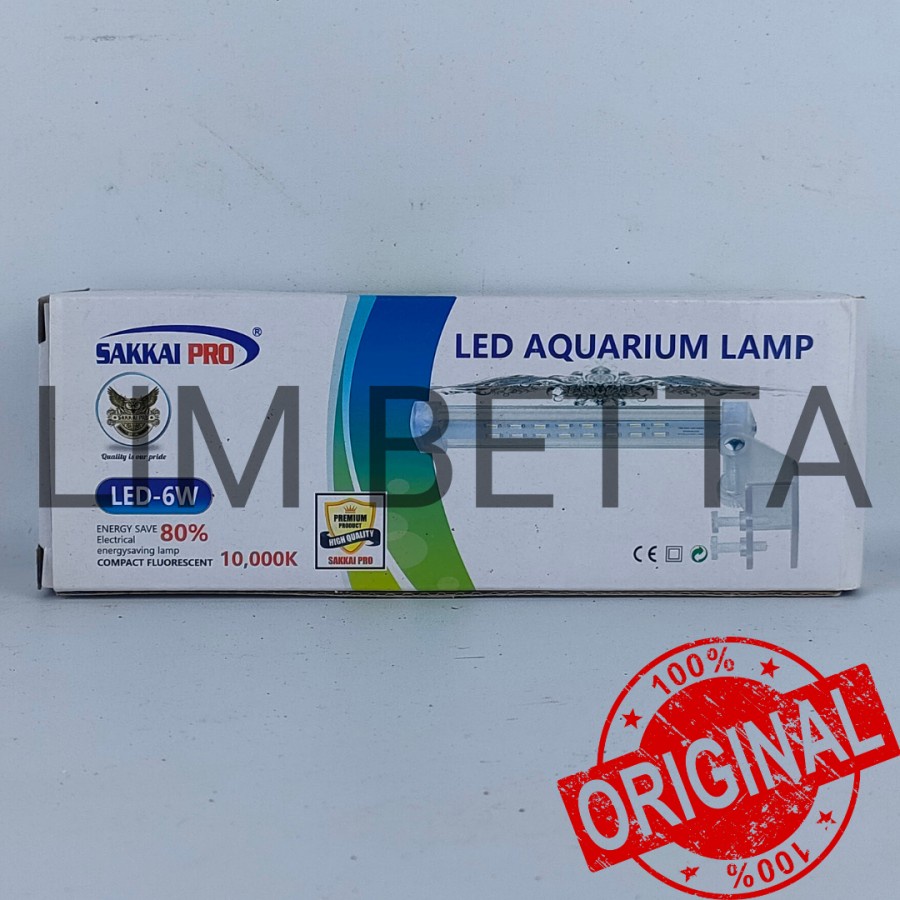 SAKKAI PRO®
LED AQUARIUM LAMP
LIM BETTA
Quality is our pride
LED-6W
ENERGY SAVE 80%
Electrical
energysaving lamp
COMPACT FLUORESCENT 10,000K
PREMIUM
PRODUCT
HIGH QUALITY
SAKKAI PRO
CE
100%
ORIGINAL
100%